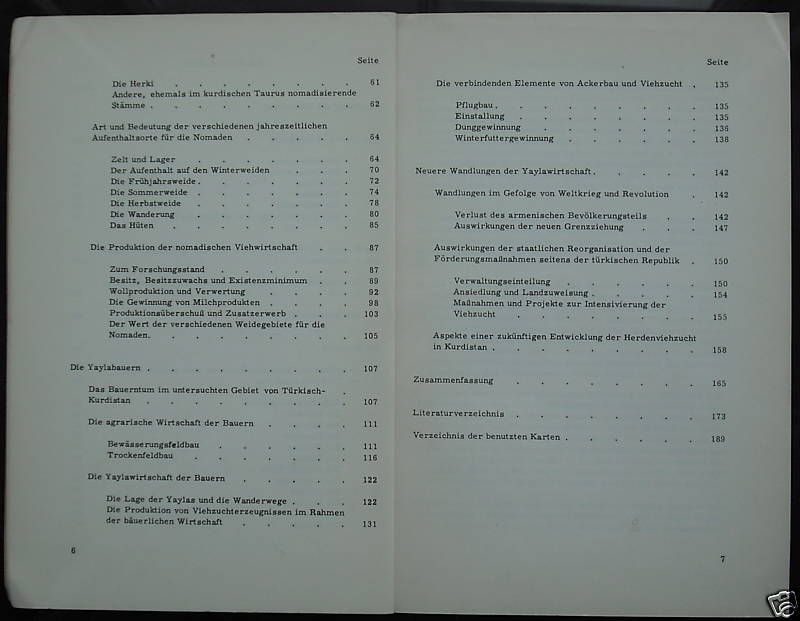 Seite
Die Herki . . . . . . . 61
Andere, ehemals im kurdischen Taurus nomadisierende
Stämme . . . . . . . . . 62
Art und Bedeutung der verschiedenen jahreszeitlichen
Aufenthaltsorte für die Nomaden . . . . . 64
Zelt und Lager . . . . . . . 64
Der Aufenthalt auf den Winterweiden . . . 70
Die Frühjahrsweide . . . . . . . 72
Die Sommerweide . . . . . . . 74
Die Herbstweide . . . . . . . 78
Die Wanderung . . . . . . . 80
Das Hüten . . . . . . . . 85
Die Produktion der nomadischen Viehwirtschaft . . 87
Zum Forschungsstand . . . . . . 87
Besitz, Besitzzuwachs und Existenzminimum . . 89
Wollproduktion und Verwertung . . . . 92
Die Gewinnung von Milchprodukten . . . . 98
Produktionsüberschuß und Zusatzerwerb . . . 103
Der Wert der verschiedenen Weidegebiete für die
Nomaden . . . . . . . . 105
Die Yaylabauern . . . . . . . . . 107
Das Bauerntum im untersuchten Gebiet von Türkisch- .
Kurdistan . . . . . . . . . 107
Die agrarische Wirtschaft der Bauern . . . . 111
Bewässerungsfeldbau . . . . . . 111
Trockenfeldbau . . . . . . . 116
Die Yaylawirtschaft der Bauern . . . . . 122
Die Lage der Yaylas und die Wanderwege . . . 122
Die Produktion von Viehzuchterzeugnissen im Rahmen
der bäuerlichen Wirtschaft . . . . . 131
6
Seite
Die verbindenden Elemente von Ackerbau und Viehzucht . 135
Pflugbau . . . . . . . . . 135
Einstallung . . . . . . . . 135
Dunggewinnung . . . . . . . 136
Winterfuttergewinnung . . . . . . 138
Neuere Wandlungen der Yaylawirtschaft . . . . . 142
Wandlungen im Gefolge von Weltkrieg und Revolution . 142
Verlust des armenischen Bevölkerungsteils . . 142
Auswirkungen der neuen Grenzziehung . . . 147
Auswirkungen der staatlichen Reorganisation und der
Förderungsmaßnahmen seitens der türkischen Republik . 150
Verwaltungseinteilung . . . . . . 150
Ansiedlung und Landzuweisung . . . . . 154
Maßnahmen und Projekte zur Intensivierung der
Viehzucht . . . . . . . . 155
Aspekte einer zukünftigen Entwicklung der Herdenviehzucht
in Kurdistan . . . . . . . . 158
Zusammenfassung . . . . . . . 165
Literaturverzeichnis . . . . . . . 173
Verzeichnis der benutzten Karten . . . . . . 189
7